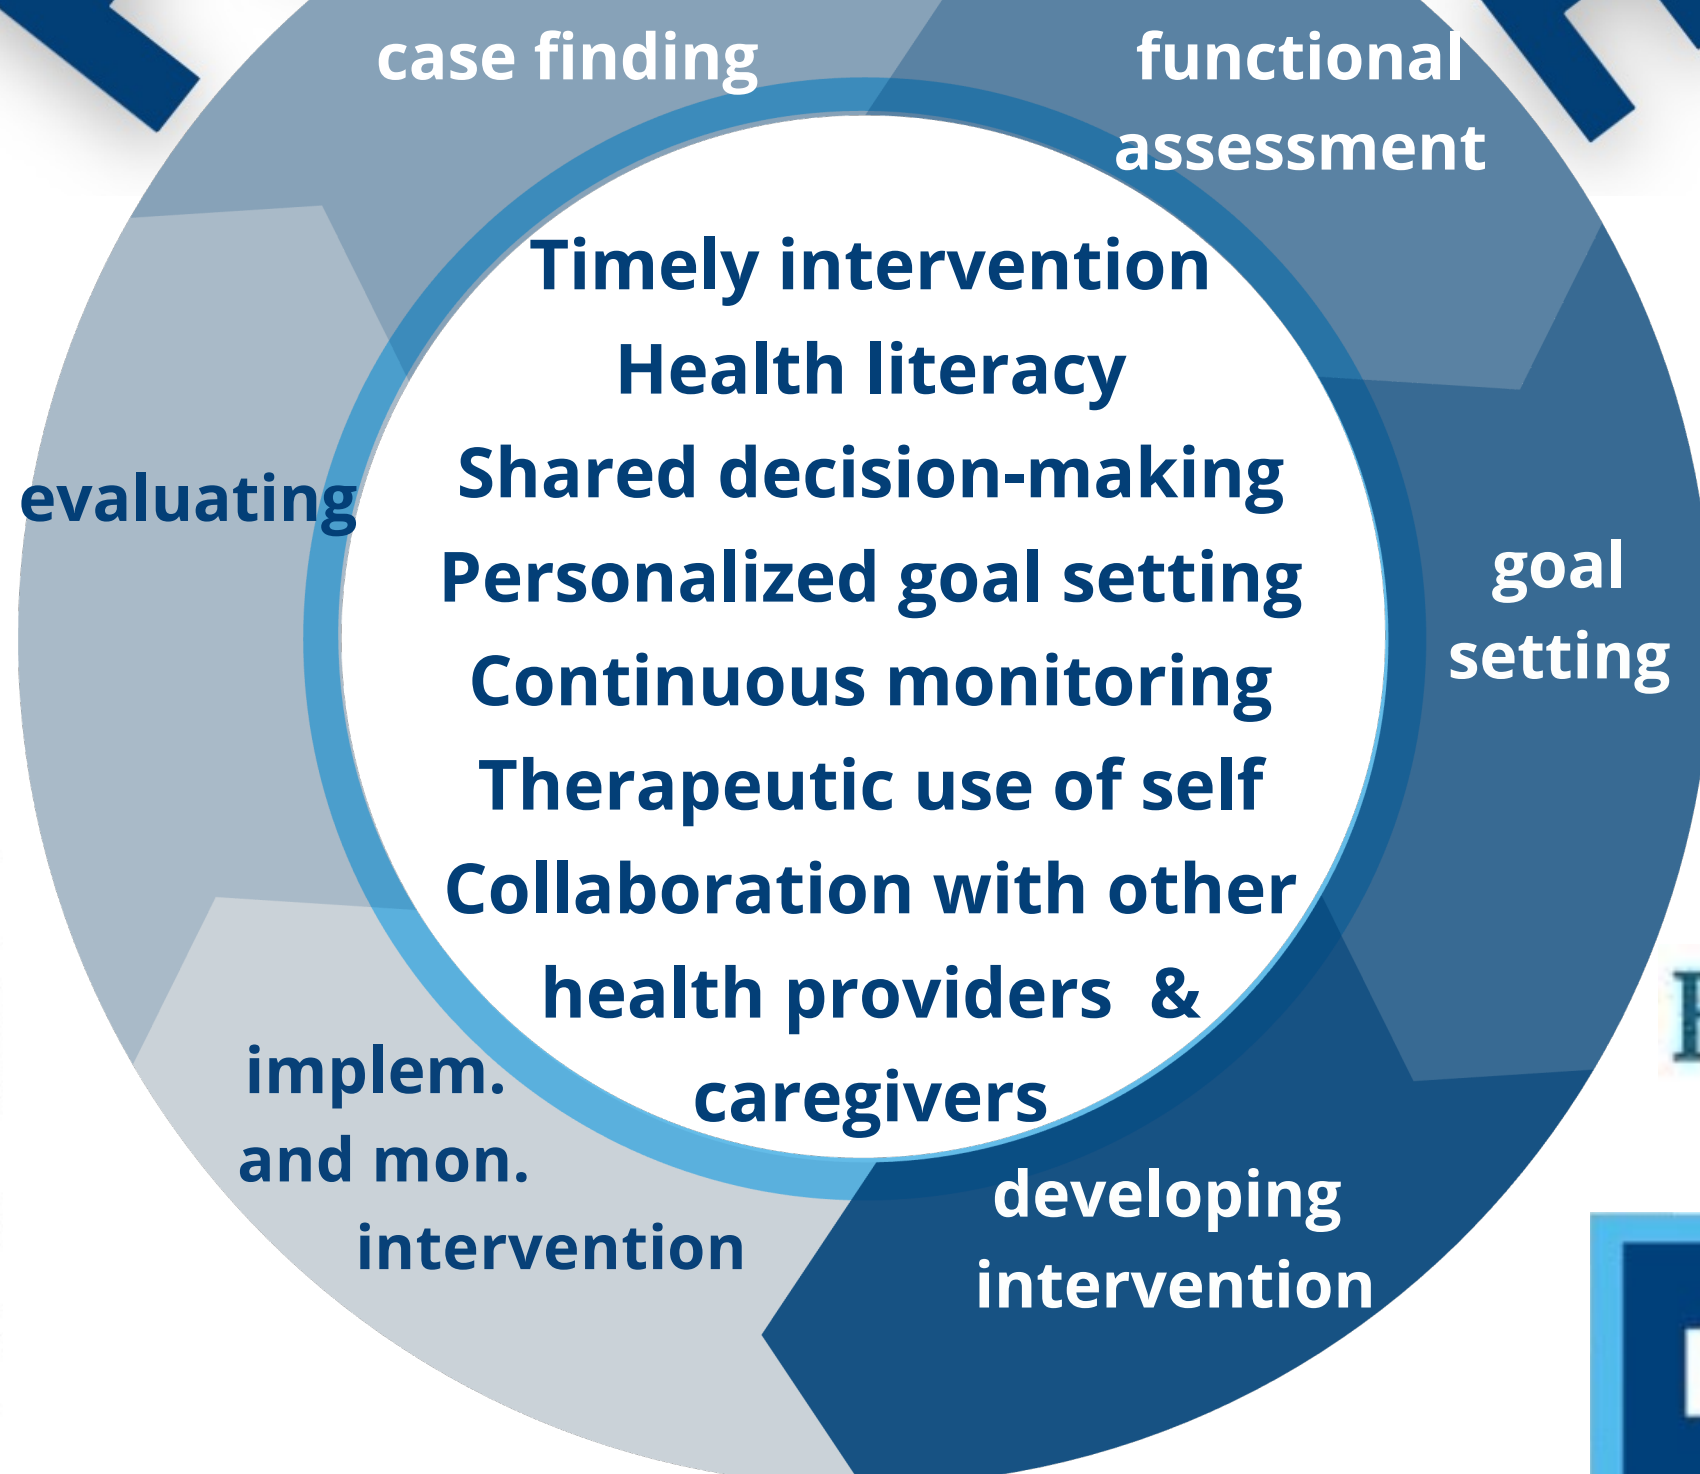 case finding
functional
assessment
Timely intervention
Health literacy
Shared decision-making
Personalized goal setting
Continuous monitoring
Therapeutic use of self
Collaboration with other
health providers &
caregivers
evaluating
goal
setting
implem.
and mon.
intervention
developing
intervention